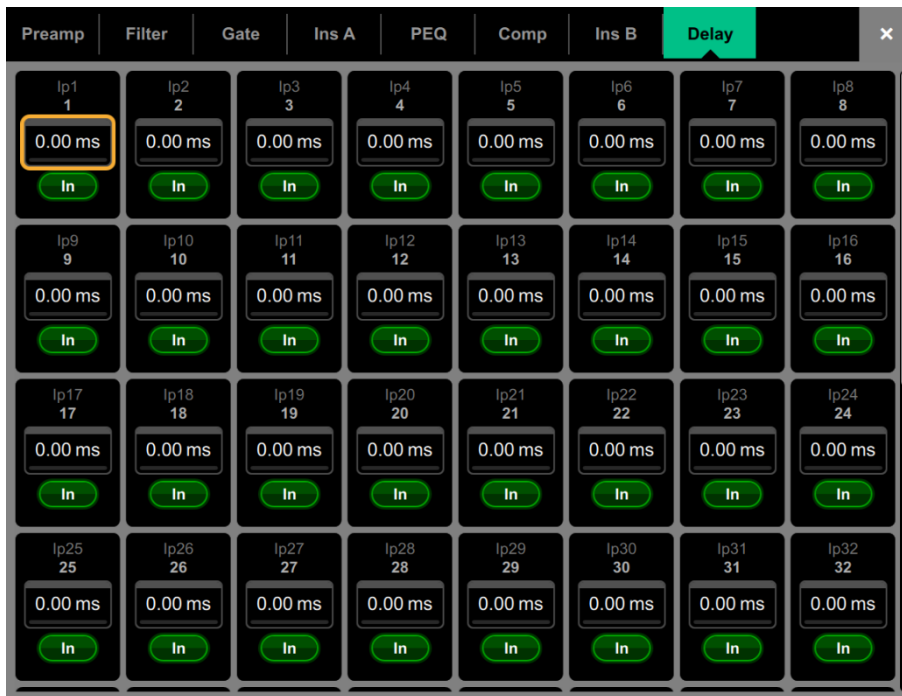 Preamp Filter Gate Ins A PEQ Comp Ins B Delay ×
Ip1 Ip2 Ip3 Ip4 Ip5 Ip6 Ip7 Ip8
1 2 3 4 5 6 7 8
0.00 ms 0.00 ms 0.00 ms 0.00 ms 0.00 ms 0.00 ms 0.00 ms 0.00 ms
In In In In In In In In
Ip9 Ip10 Ip11 Ip12 Ip13 Ip14 Ip15 Ip16
9 10 11 12 13 14 15 16
0.00 ms 0.00 ms 0.00 ms 0.00 ms 0.00 ms 0.00 ms 0.00 ms 0.00 ms
In In In In In In In In
Ip17 Ip18 Ip19 Ip20 Ip21 Ip22 Ip23 Ip24
17 18 19 20 21 22 23 24
0.00 ms 0.00 ms 0.00 ms 0.00 ms 0.00 ms 0.00 ms 0.00 ms 0.00 ms
In In In In In In In In
Ip25 Ip26 Ip27 Ip28 Ip29 Ip30 Ip31 Ip32
25 26 27 28 29 30 31 32
0.00 ms 0.00 ms 0.00 ms 0.00 ms 0.00 ms 0.00 ms 0.00 ms 0.00 ms
In In In In In In In In